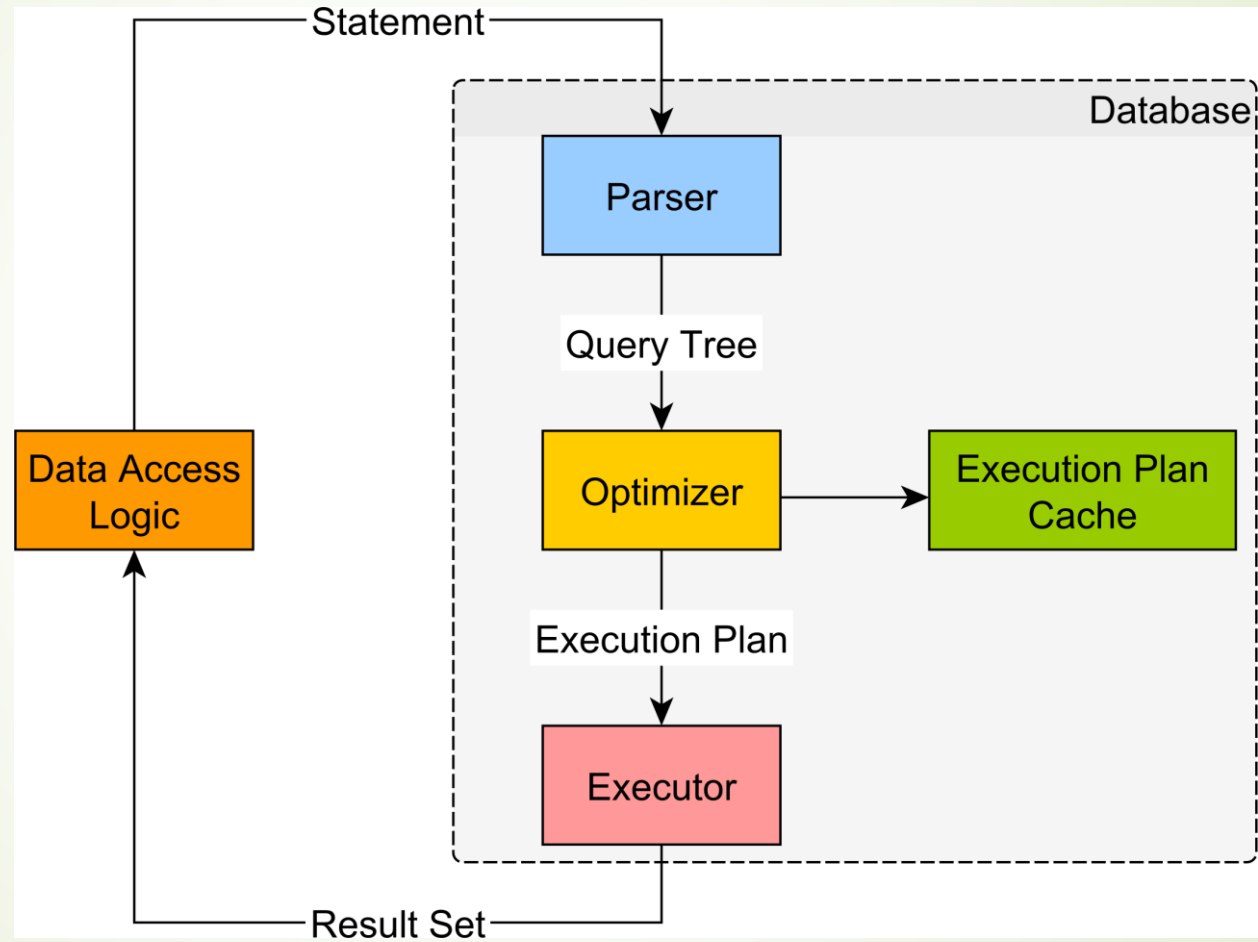 Statement
Database
Parser
Query Tree
Data Access
Logic
Optimizer
Execution Plan
Cache
Execution Plan
Executor
Result Set